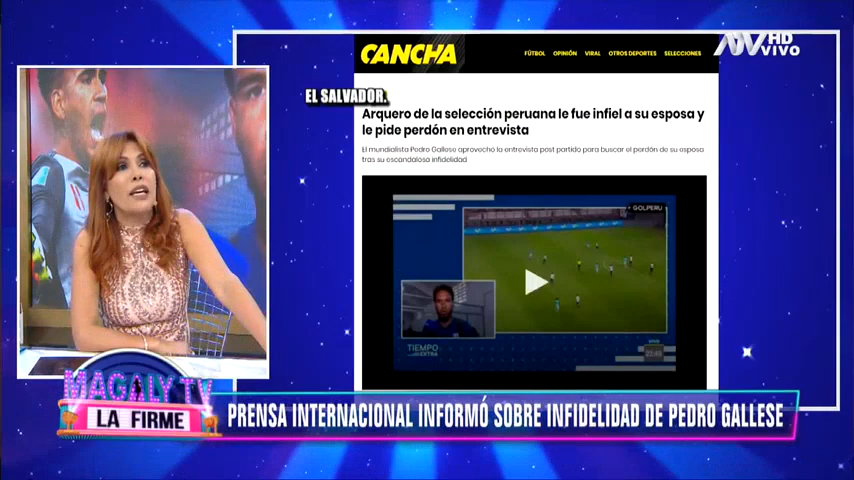 CANCHA
FÚTBOL OPINIÓN VIRAL OTROS DEPORTES SELECCIONES
ATV HD
VIVO
EL SALVADOR.
Arquero de la selección peruana le fue infiel a su esposa y
le pide perdón en entrevista
El mundialista Pedro Gallese aprovechó la entrevista post partido para buscar el perdón de su esposa
tras su escandalosa infidelidad
GOLPERU
TIEMPO
EXTRA
VIVO
MAGALY TV
LA FIRME
PRENSA INTERNACIONAL INFORMÓ SOBRE INFIDELIDAD DE PEDRO GALLESE